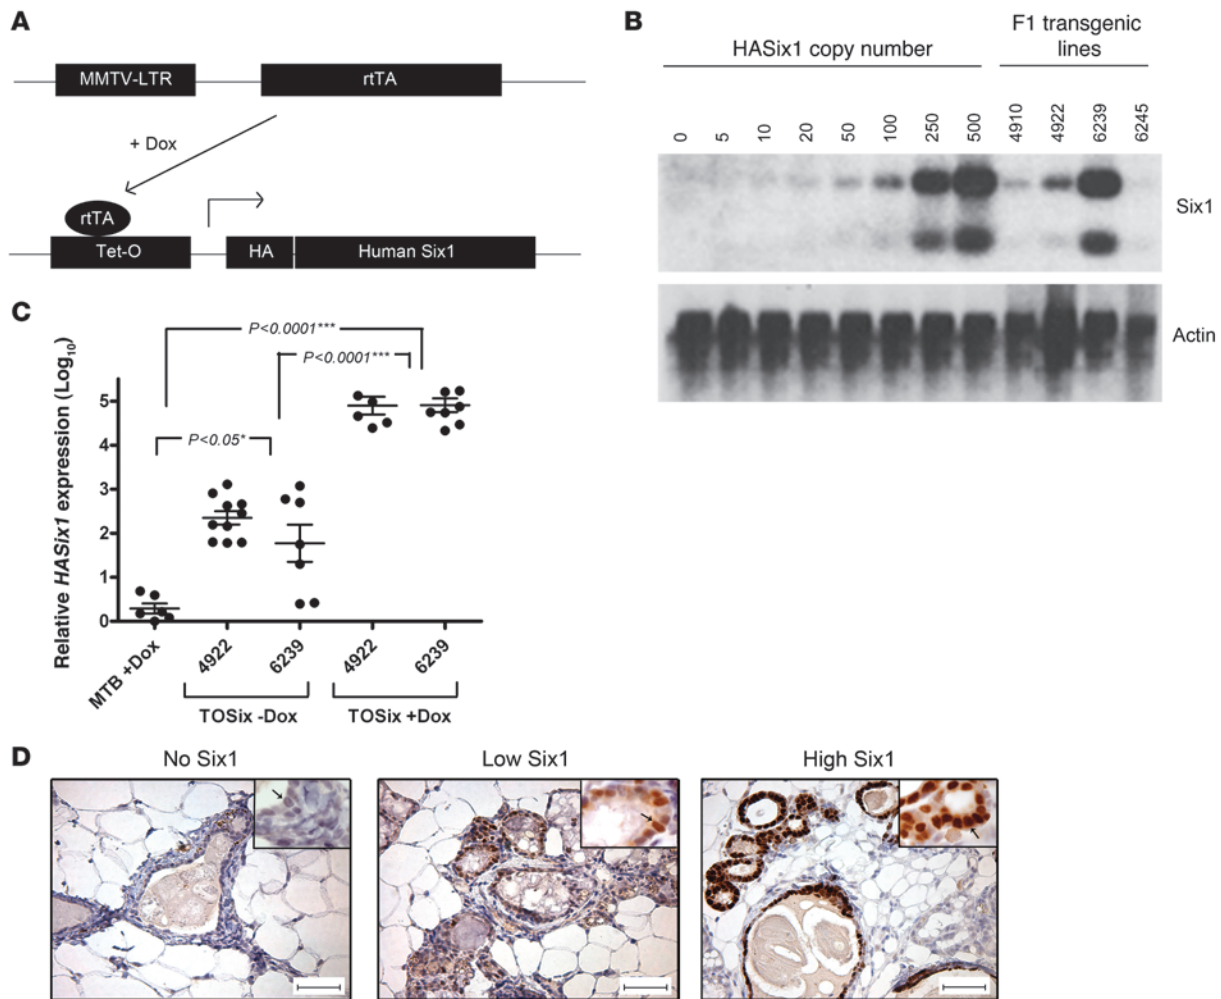 A
MMTV-LTR
rtTA
+ Dox
rtTA
Tet-O
HA
Human Six1
B
HASix1 copy number
F1 transgenic
lines
0
5
10
20
50
100
250
500
4910
4922
6239
6245
Six1
Actin
C
P<0.0001***
P<0.0001***
P<0.05*
Relative HASix1 expression (Log10)
5
4
3
2
1
0
MTB +Dox
4922
6239
4922
6239
TOSix -Dox
TOSix +Dox
D
No Six1
Low Six1
High Six1